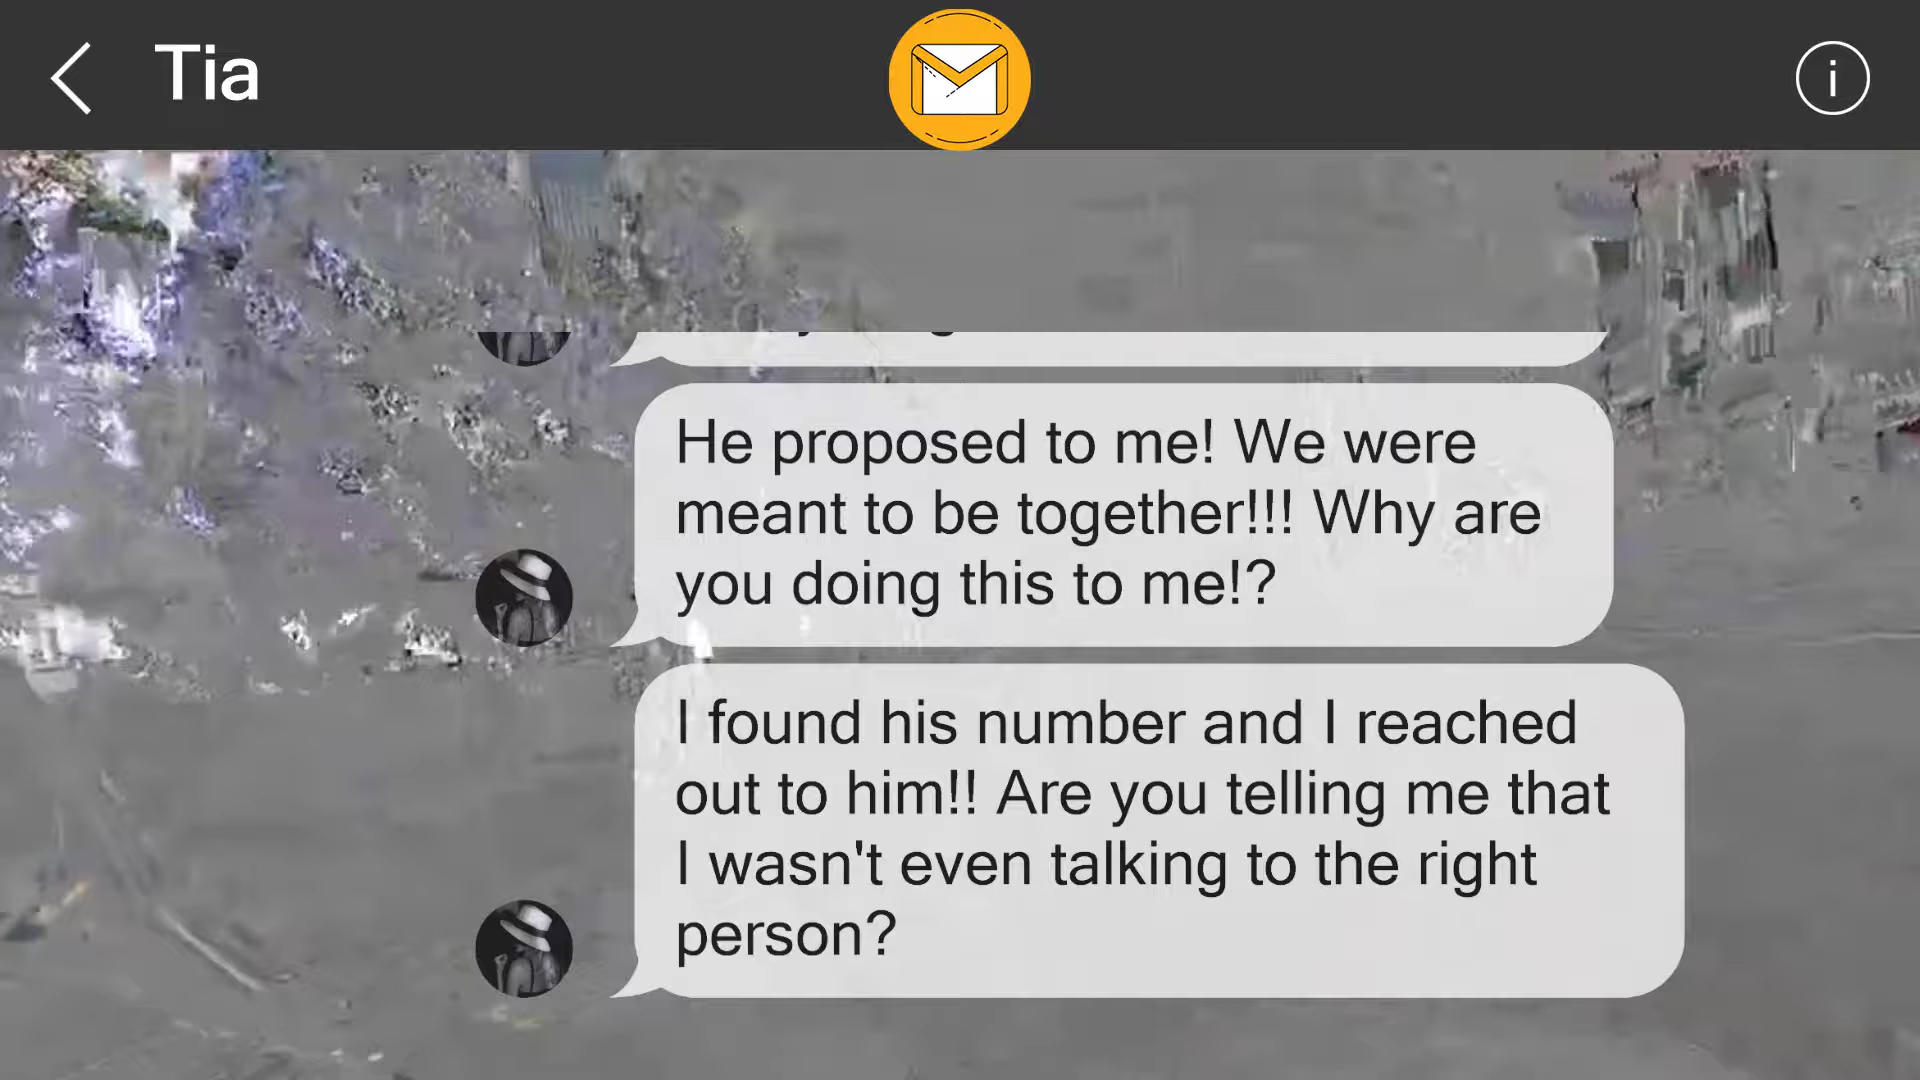 Tia
He proposed to me! We were
meant to be together!!! Why are
you doing this to me!?
I found his number and I reached
out to him!! Are you telling me that
I wasn't even talking to the right
person?